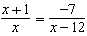 (x + 1)/x = -7/(x - 12)